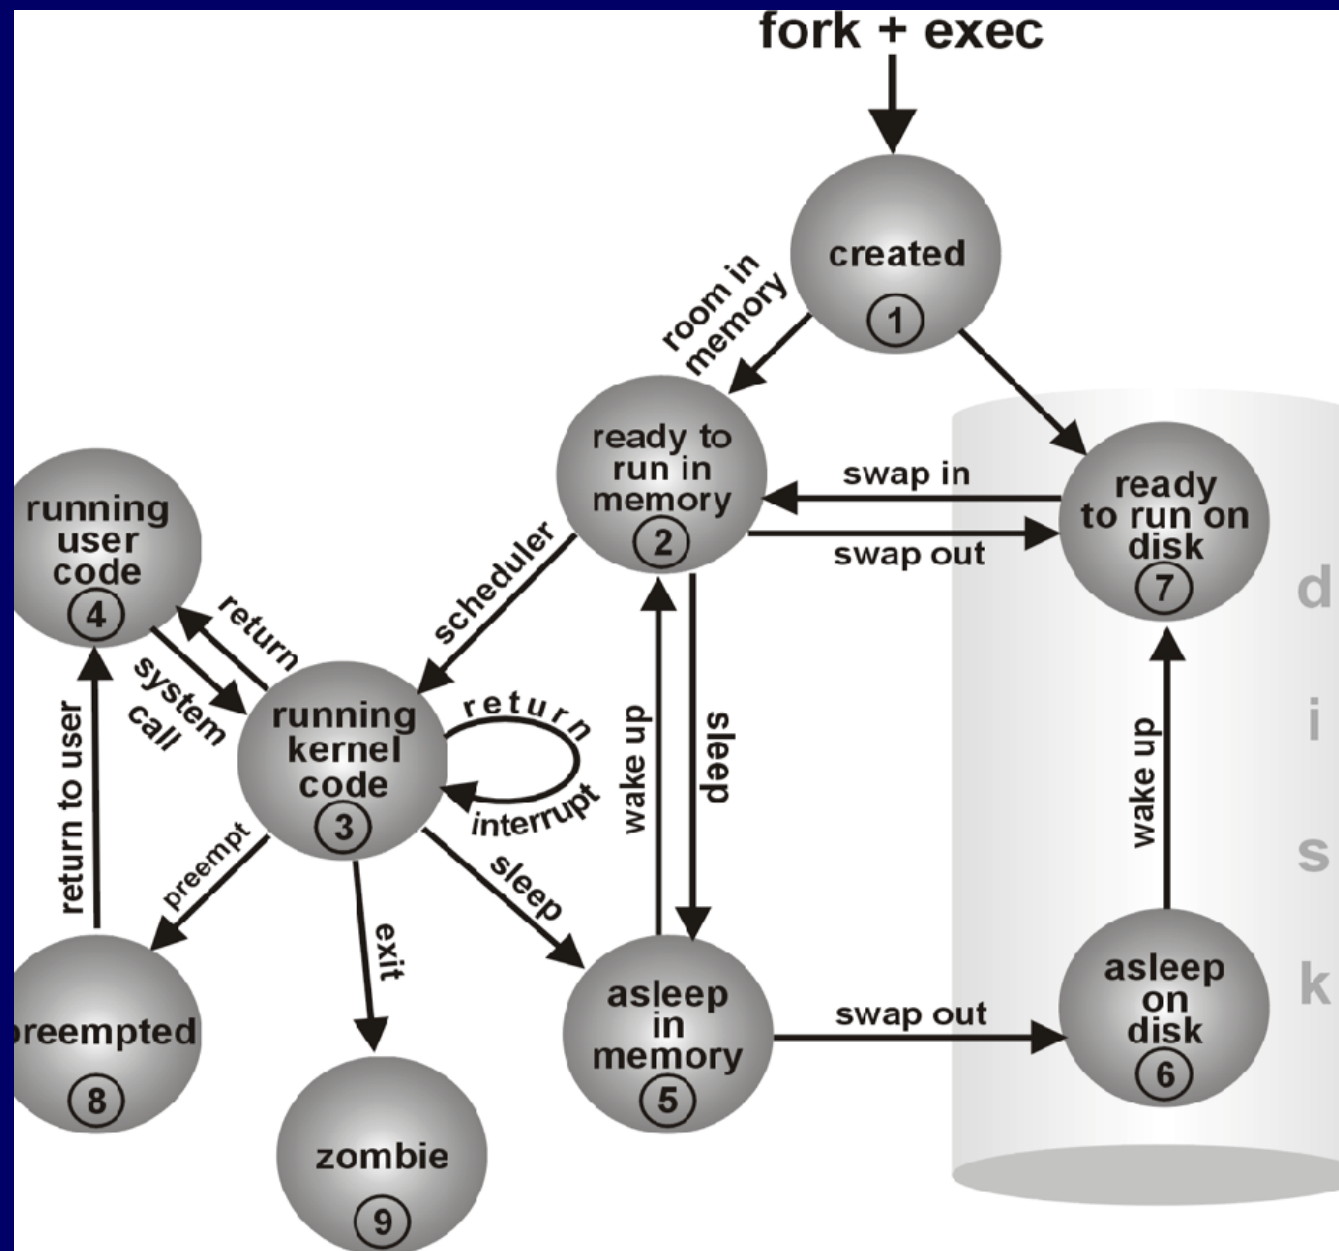 fork + exec
created
1
room in
memory
ready to
run in
memory
2
swap in
swap out
ready
to run on
disk
7
running
user
code
4
return
system
call
scheduler
running
kernel
code
3
return
interrupt
wake up
sleep
return to user
preempt
exit
sleep
wake up
d
i
s
k
preempted
8
zombie
9
asleep
in
memory
5
swap out
asleep
on
disk
6